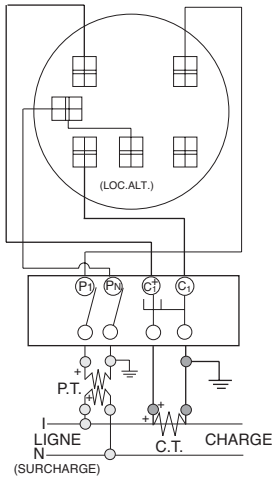 (LOC.ALT.)
P1 PN C1+ C1
+ P.T. +
+ + C.T.
I
LIGNE CHARGE
N
(SURCHARGE)